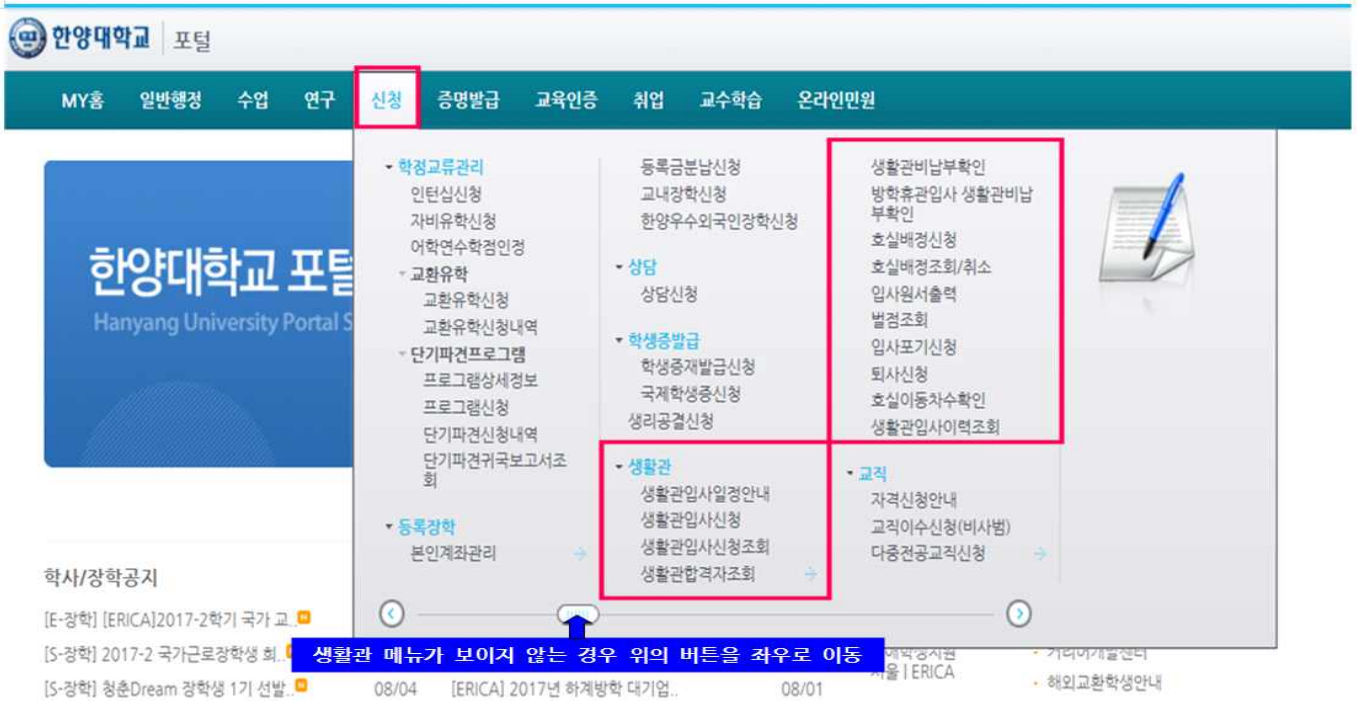 한양대학교 포털
MY홈 일반행정 수업 연구 신청 증명발급 교육인증 취업 교수학습 온라인민원
한양대학교 포털
Hanyang University Portal S
학점교류관리
인턴십신청
자비유학신청
어학연수학점인정
교환유학
교환유학신청
교환유학신청내역
단기파견프로그램
프로그램상세정보
프로그램신청
단기파견신청내역
단기파견귀국보고서조
회
등록장학
본인계좌관리
등록금분납신청
교내장학신청
한양우수외국인장학신청
상담
상담신청
학생증발급
학생증재발급신청
국제학생증신청
생리공결신청
생활관
생활관입사일정안내
생활관입사신청
생활관입사신청조회
생활관합격자조회
생활관비납부확인
방학휴관입사 생활관비납
부확인
호실배정신청
호실배정조회/취소
입사원서출력
벌점조회
입사포기신청
퇴사신청
호실이동차수확인
생활관입사이력조회
교직
자격신청안내
교직이수신청(비사범)
다중전공교직신청
생활관 메뉴가 보이지 않는 경우 위의 버튼을 좌우로 이동
학사/장학공지
[E-장학] [ERICA]2017-2학기 국가 교..
[S-장학] 2017-2 국가근로장학생 회..
[S-장학] 청춘Dream 장학생 1기 선발..
08/04 [ERICA] 2017년 하계방학 대기업.. 08/01
| ERICA
해외교환학생안내